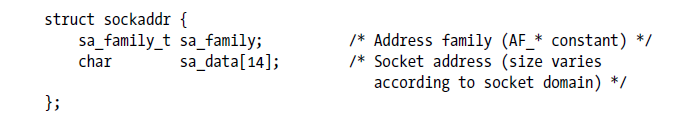 struct sockaddr {
    sa_family_t sa_family;          /* Address family (AF_* constant) */
    char        sa_data[14];        /* Socket address (size varies
                                       according to socket domain) */
};